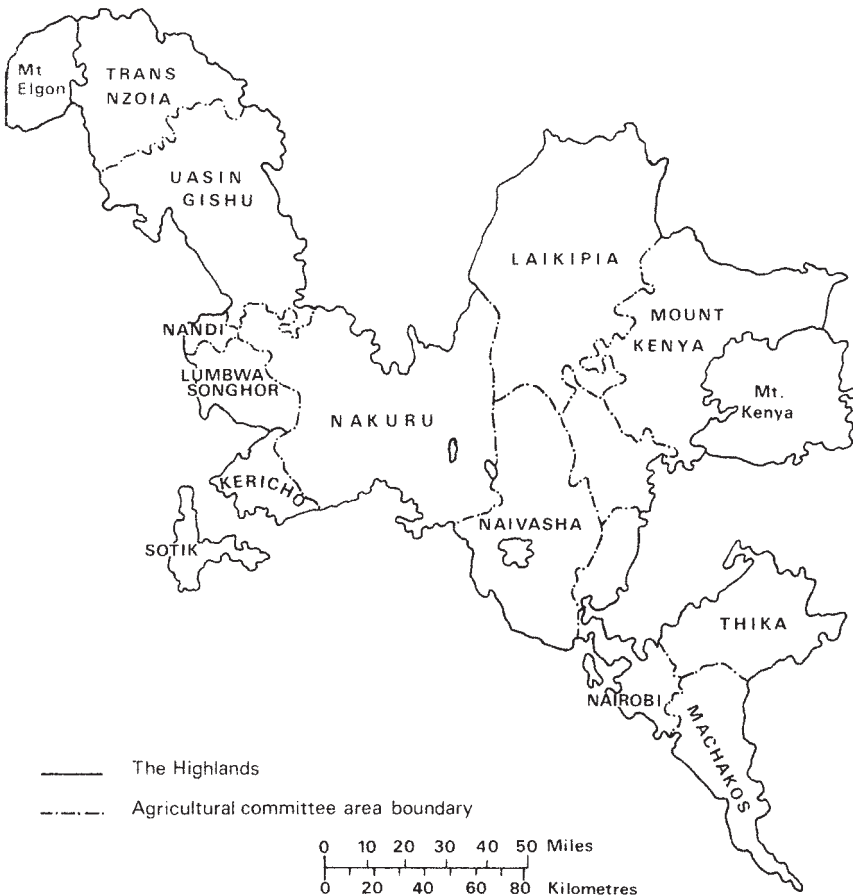 Mt
Elgon
TRANS
NZOIA
UASIN
GISHU
LAIKIPIA
NANDI
MOUNT
KENYA
LUMBWA
SONGHOR
Mt.
Kenya
NAKURU
KERICHO
NAIVASHA
SOTIK
THIKA
NAIROBI
MACHAKOS
The Highlands
Agricultural committee area boundary
0 10 20 30 40 50 Miles
0 20 40 60 80 Kilometres